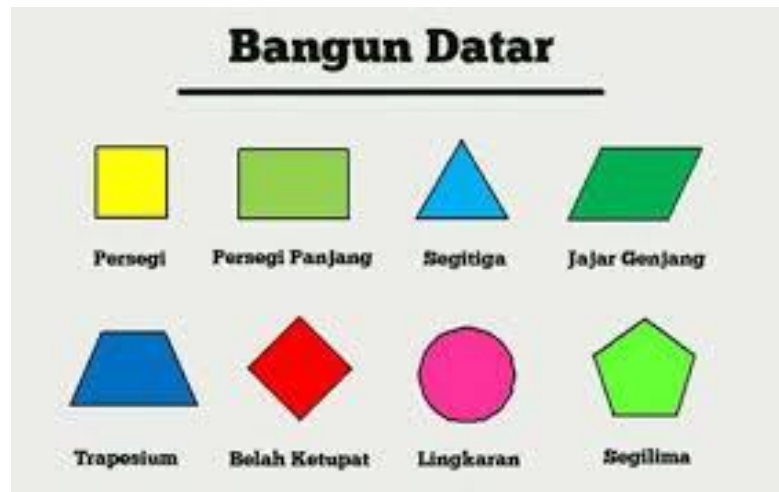 Bangun Datar
Persegi
Persegi Panjang
Segitiga
Jajar Genjang
Trapesium
Belah Ketupat
Lingkaran
Segilima